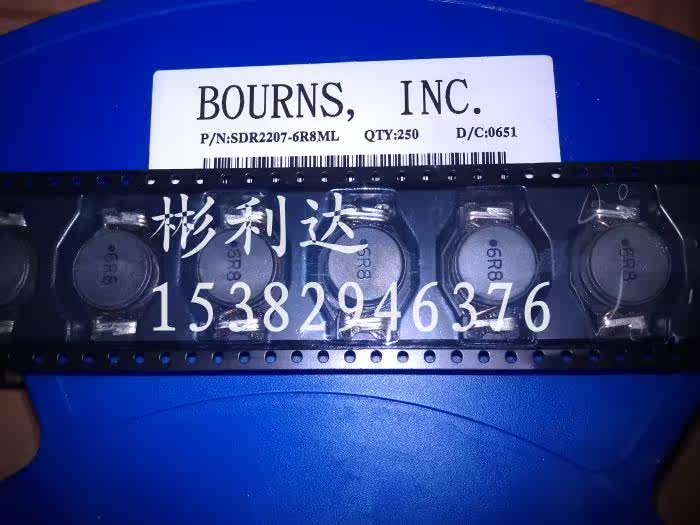 BOURNS, INC.
P/N:SDR2207-6R8ML QTY:250 D/C:0651
彬利达
6R8 6R8 6R8 6R8 6R8
15382946376